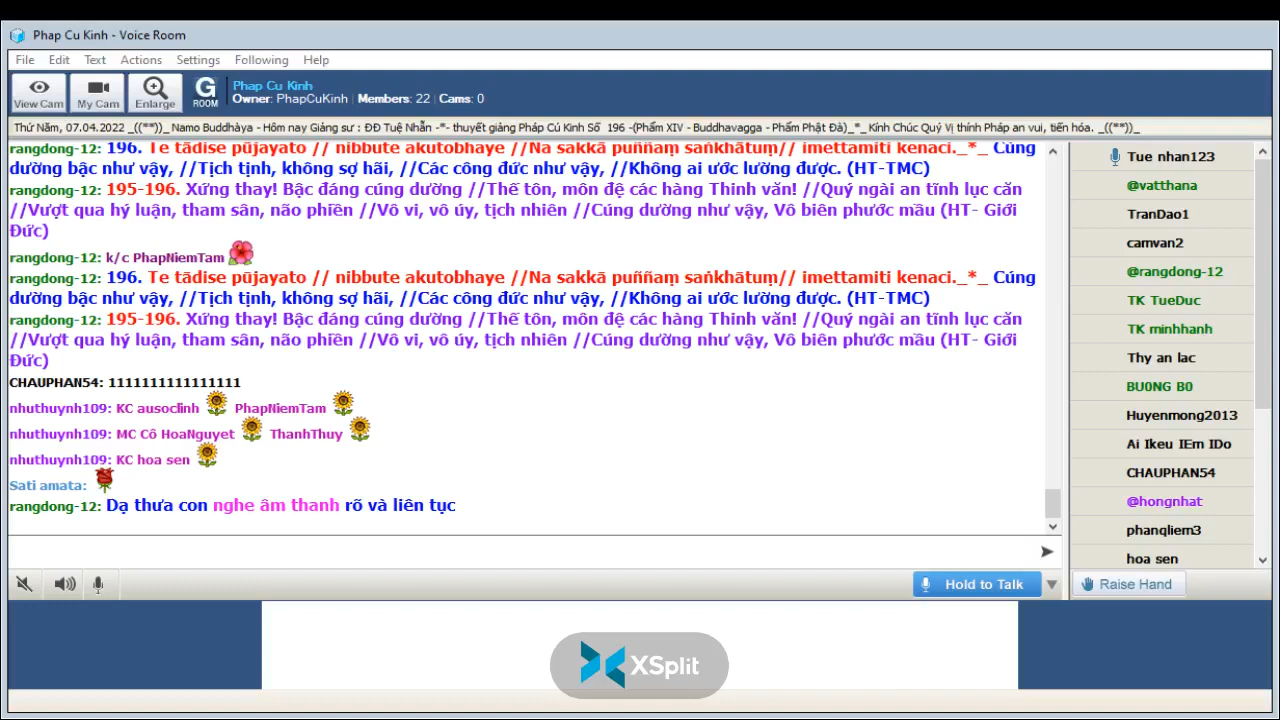 Phap Cu Kinh - Voice Room
File Edit Text Actions Settings Following Help
View Cam My Cam Enlarge G ROOM
Phap Cu Kinh
Owner: PhapCuKinh | Members: 22 | Cams: 0
Thứ Năm, 07.04.2022 _((**))_ Namo Buddhàya - Hôm nay Giảng sư : ĐĐ Tuệ Nhẫn -*- thuyết giảng Pháp Cú Kinh Số 196 -(Phẩm XIV - Buddhavagga - Phẩm Phật Đà)_*_ Kính Chúc Quý Vị thính Pháp an vui, tiến hóa. _((**))_
rangdong-12: 196. Te tādise pūjayato // nibbute akutobhaye //Na sakkā puññaṃ saṅkhātuṃ// imettamiti kenaci._*_ Cúng
dường bậc như vậy, //Tịch tịnh, không sợ hãi, //Các công đức như vậy, //Không ai ước lường được. (HT-TMC)
rangdong-12: 195-196. Xứng thay! Bậc đáng cúng dường //Thế tôn, môn đệ các hàng Thinh văn! //Quý ngài an tĩnh lục căn
//Vượt qua hý luận, tham sân, não phiền //Vô vi, vô úy, tịch nhiên //Cúng dường như vậy, Vô biên phước mầu (HT- Giới
Đức)
rangdong-12: k/c PhapNiemTam
rangdong-12: 196. Te tādise pūjayato // nibbute akutobhaye //Na sakkā puññaṃ saṅkhātuṃ// imettamiti kenaci._*_ Cúng
dường bậc như vậy, //Tịch tịnh, không sợ hãi, //Các công đức như vậy, //Không ai ước lường được. (HT-TMC)
rangdong-12: 195-196. Xứng thay! Bậc đáng cúng dường //Thế tôn, môn đệ các hàng Thinh văn! //Quý ngài an tĩnh lục căn
//Vượt qua hý luận, tham sân, não phiền //Vô vi, vô úy, tịch nhiên //Cúng dường như vậy, Vô biên phước mầu (HT- Giới
Đức)
CHAUPHAN54: 1111111111111111
nhuthuynh109: KC ausoclinh PhapNiemTam
nhuthuynh109: MC Cô HoaNguyet ThanhThuy
nhuthuynh109: KC hoa sen
Sati amata:
rangdong-12: Dạ thưa con nghe âm thanh rõ và liên tục
Tue nhan123
@vatthana
TranDao1
camvan2
@rangdong-12
TK TueDuc
TK minhhanh
Thy an lac
BU0NG B0
Huyenmong2013
Ai Ikeu IEm IDo
CHAUPHAN54
@hongnhat
phanqliem3
hoa sen
Hold to Talk
Raise Hand
XSplit